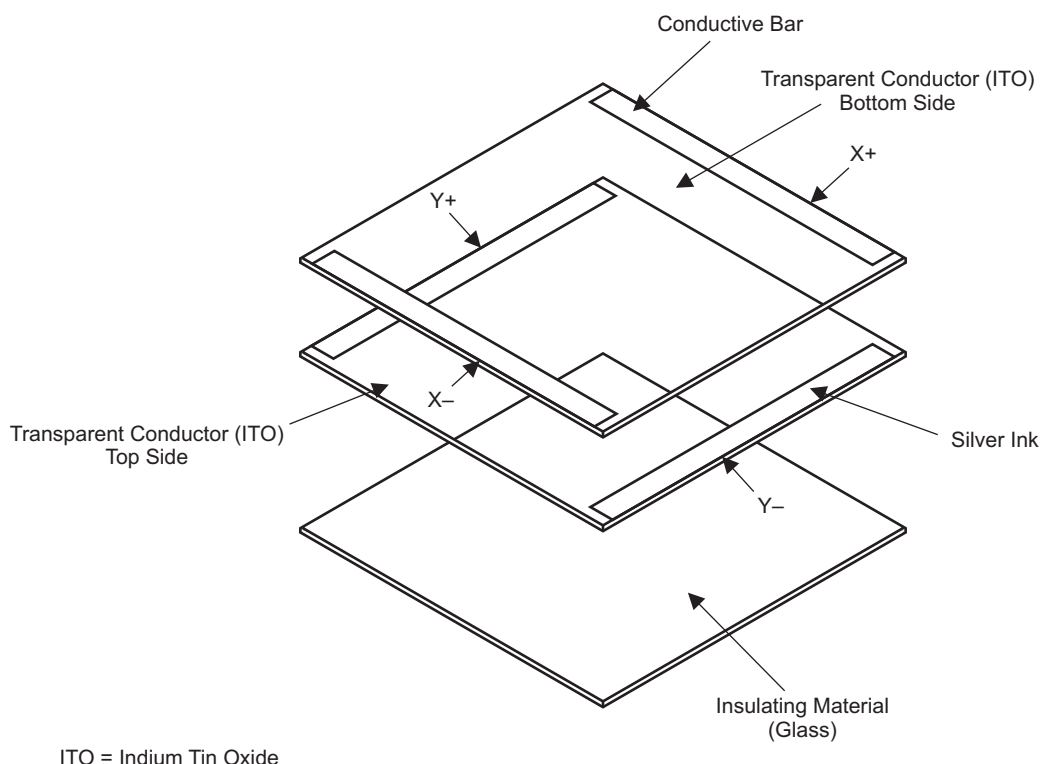 Conductive Bar
Transparent Conductor (ITO)
Bottom Side
X+
Y+
X–
Transparent Conductor (ITO)
Top Side
Silver Ink
Y–
Insulating Material
(Glass)
ITO = Indium Tin Oxide